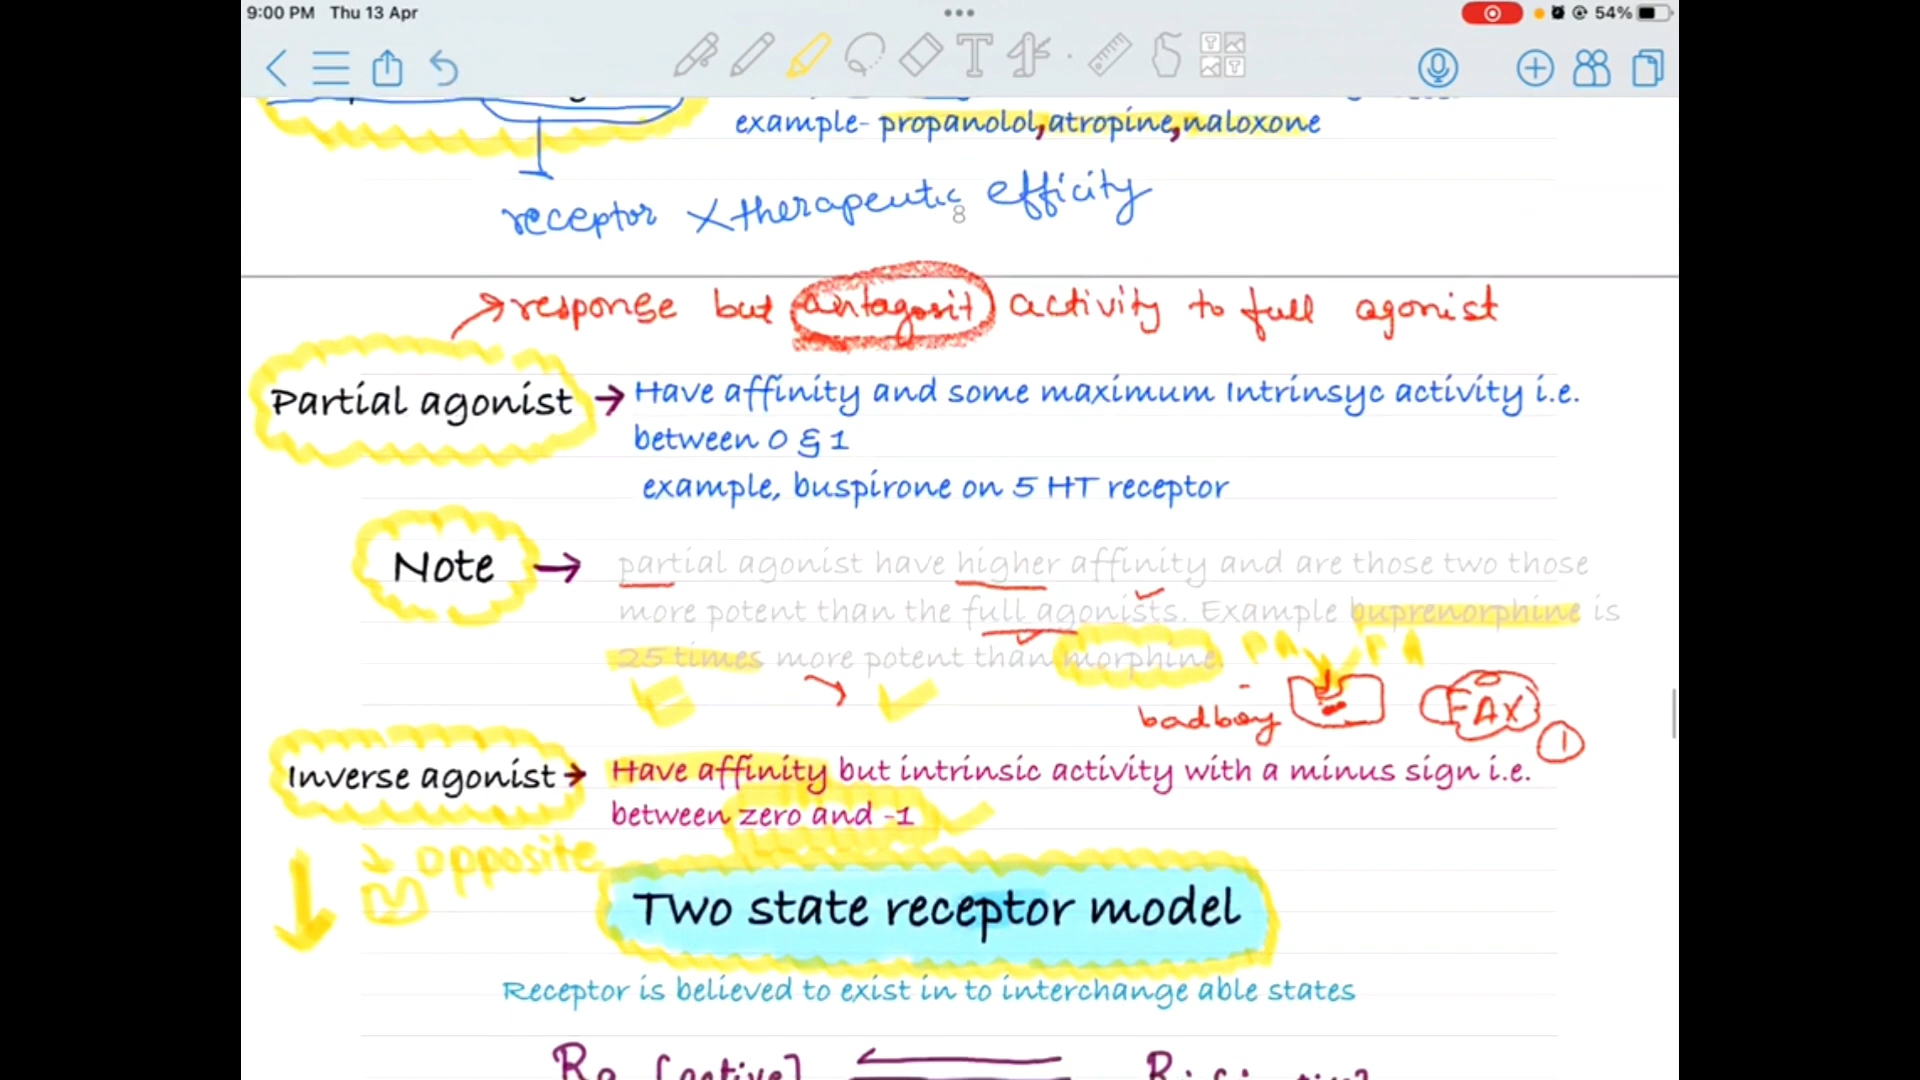 9:00 PM Thu 13 Apr
54%
example- propanolol,atropine,naloxone
receptor X therapeutic efficity
8
response but antagosit activity to full agonist
Partial agonist → Have affinity and some maximum Intrinsyc activity i.e.
between 0 & 1
example, buspirone on 5 HT receptor
Note → partial agonist have higher affinity and are those two those
more potent than the full agonists. Example buprenorphine is
25 times more potent than morphine.
PA PA
badboy
FAX
1
Inverse agonist → Have affinity but intrinsic activity with a minus sign i.e.
between zero and -1
opposite
Two state receptor model
Receptor is believed to exist in to interchange able states